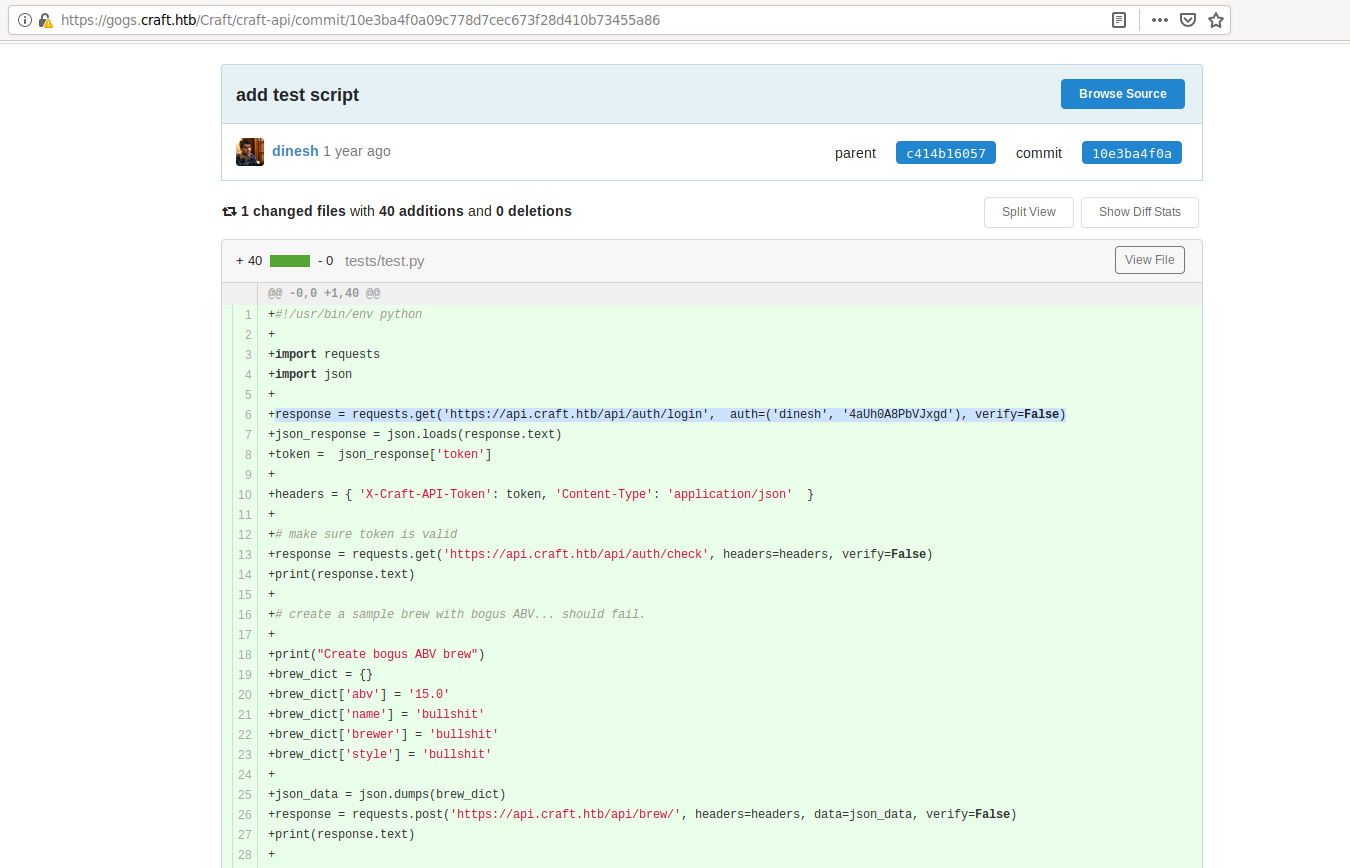 https://gogs.craft.htb/Craft/craft-api/commit/10e3ba4f0a09c778d7cec673f28d410b73455a86
add test script
Browse Source
dinesh 1 year ago parent c414b16057 commit 10e3ba4f0a
1 changed files with 40 additions and 0 deletions
Split View Show Diff Stats
+ 40 - 0 tests/test.py View File
@@ -0,0 +1,40 @@
1 +#!/usr/bin/env python
2 +
3 +import requests
4 +import json
5 +
6 +response = requests.get('https://api.craft.htb/api/auth/login',  auth=('dinesh', '4aUh0A8PbVJxgd'), verify=False)
7 +json_response = json.loads(response.text)
8 +token =  json_response['token']
9 +
10 +headers = { 'X-Craft-API-Token': token, 'Content-Type': 'application/json'  }
11 +
12 +# make sure token is valid
13 +response = requests.get('https://api.craft.htb/api/auth/check', headers=headers, verify=False)
14 +print(response.text)
15 +
16 +# create a sample brew with bogus ABV... should fail.
17 +
18 +print("Create bogus ABV brew")
19 +brew_dict = {}
20 +brew_dict['abv'] = '15.0'
21 +brew_dict['name'] = 'bullshit'
22 +brew_dict['brewer'] = 'bullshit'
23 +brew_dict['style'] = 'bullshit'
24 +
25 +json_data = json.dumps(brew_dict)
26 +response = requests.post('https://api.craft.htb/api/brew/', headers=headers, data=json_data, verify=False)
27 +print(response.text)
28 +